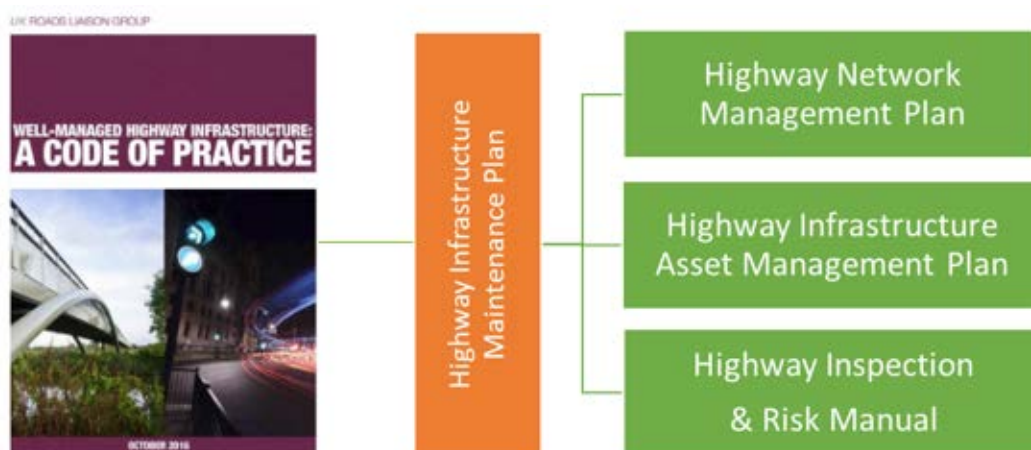 UK ROADS LIAISON GROUP
WELL-MANAGED HIGHWAY INFRASTRUCTURE:
A CODE OF PRACTICE
OCTOBER 2016
Highway Infrastructure
Maintenance Plan
Highway Network
Management Plan
Highway Infrastructure
Asset Management Plan
Highway Inspection
& Risk Manual